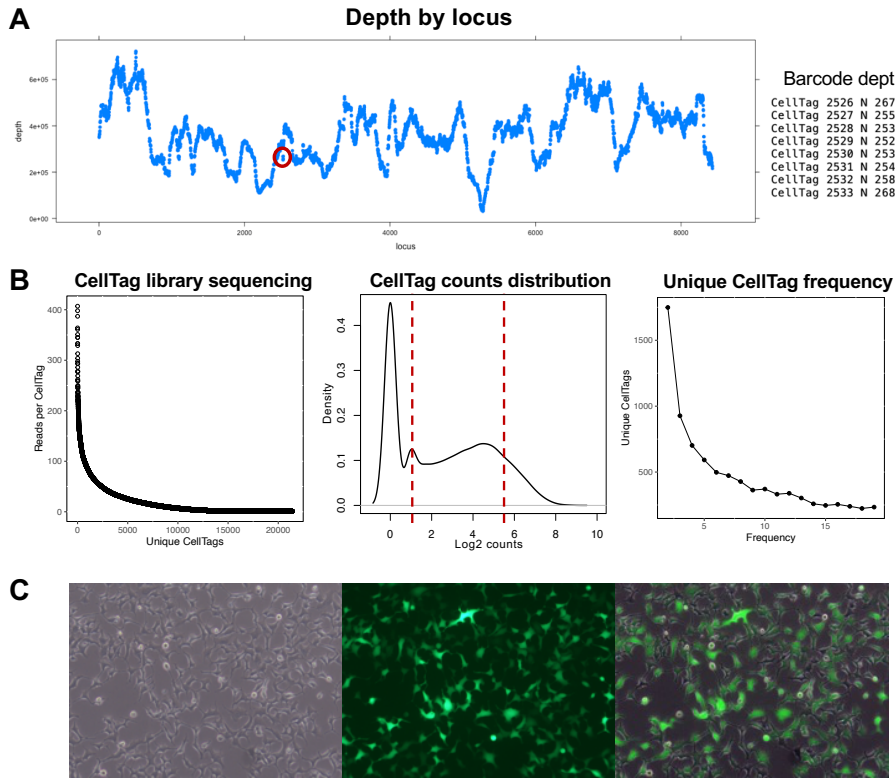 A
Depth by locus
6e+05
4e+05
2e+05
0e+00
depth
0
2000
4000
6000
8000
locus
Barcode dept
CellTag 2526 N 267
CellTag 2527 N 255
CellTag 2528 N 253
CellTag 2529 N 252
CellTag 2530 N 253
CellTag 2531 N 254
CellTag 2532 N 258
CellTag 2533 N 268
B
CellTag library sequencing
400
300
200
100
0
Reads per CellTag
0
5000
10000
15000
20000
Unique CellTags
CellTag counts distribution
0.4
0.3
0.2
0.1
0.0
Density
0
2
4
6
8
10
Log2 counts
Unique CellTag frequency
1500
1000
500
Unique CellTags
5
10
15
Frequency
C